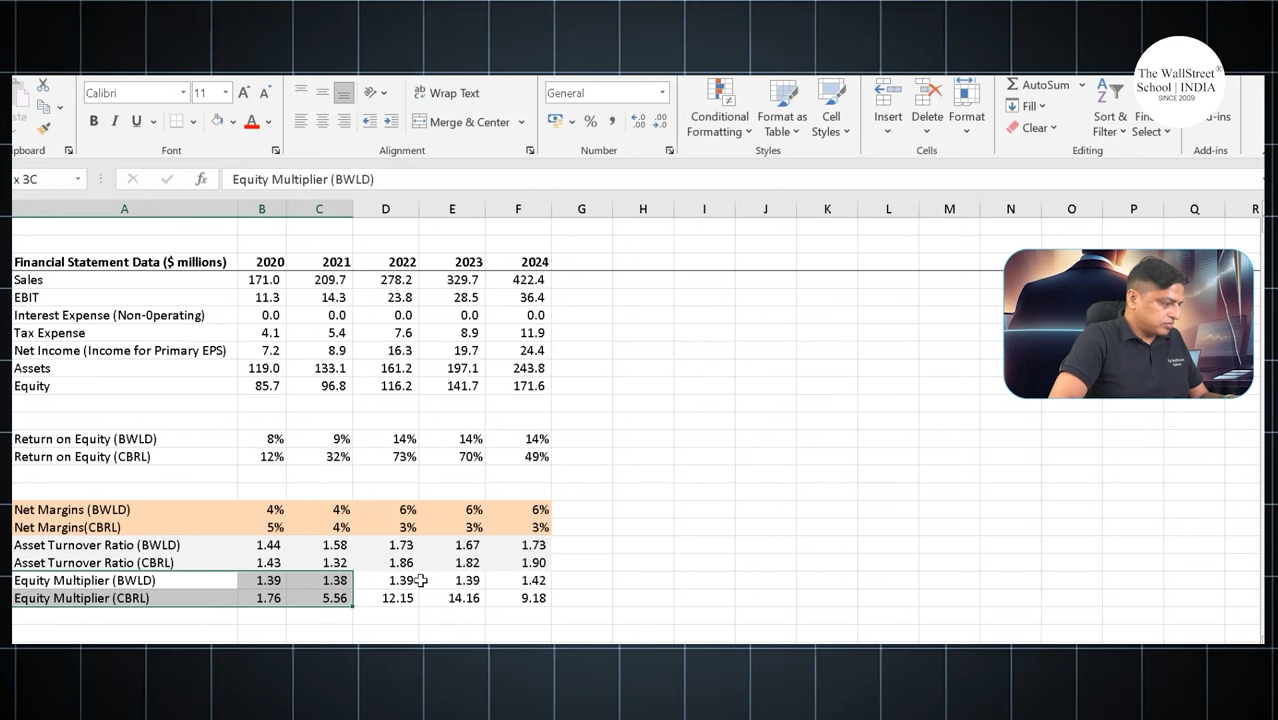 The WallStreet®
School | INDIA
SINCE 2009
Calibri 11 A A Wrap Text General AutoSum
B I U A Merge & Center % , Conditional Formatting Format as Table Cell Styles Insert Delete Format Fill Clear Sort & Filter Select
Font Alignment Number Styles Cells Editing Add-ins
x 3C fx Equity Multiplier (BWLD)
A B C D E F G H I J K L M N O P Q R
Financial Statement Data ($ millions) 2020 2021 2022 2023 2024
Sales 171.0 209.7 278.2 329.7 422.4
EBIT 11.3 14.3 23.8 28.5 36.4
Interest Expense (Non-0perating) 0.0 0.0 0.0 0.0 0.0
Tax Expense 4.1 5.4 7.6 8.9 11.9
Net Income (Income for Primary EPS) 7.2 8.9 16.3 19.7 24.4
Assets 119.0 133.1 161.2 197.1 243.8
Equity 85.7 96.8 116.2 141.7 171.6
Return on Equity (BWLD) 8% 9% 14% 14% 14%
Return on Equity (CBRL) 12% 32% 73% 70% 49%
Net Margins (BWLD) 4% 4% 6% 6% 6%
Net Margins(CBRL) 5% 4% 3% 3% 3%
Asset Turnover Ratio (BWLD) 1.44 1.58 1.73 1.67 1.73
Asset Turnover Ratio (CBRL) 1.43 1.32 1.86 1.82 1.90
Equity Multiplier (BWLD) 1.39 1.38 1.39 1.39 1.42
Equity Multiplier (CBRL) 1.76 5.56 12.15 14.16 9.18